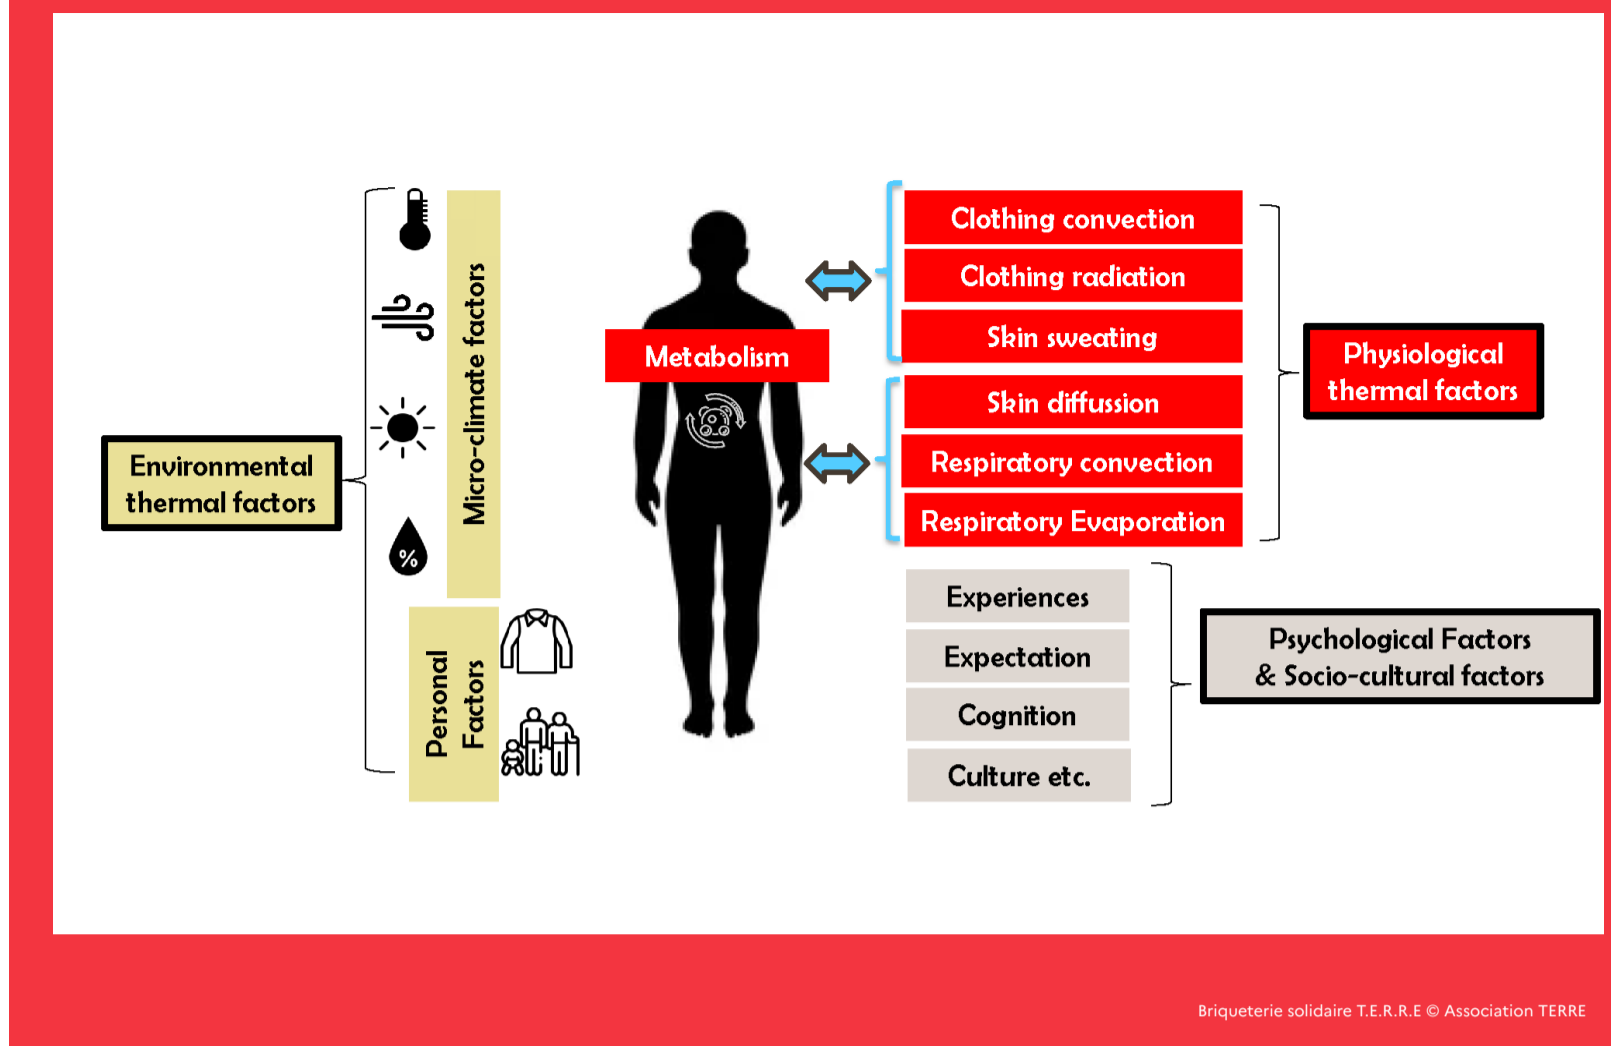 Environmental
thermal factors
Micro-climate factors
%
Personal
Factors
Metabolism
Clothing convection
Clothing radiation
Skin sweating
Skin diffussion
Respiratory convection
Respiratory Evaporation
Physiological
thermal factors
Experiences
Expectation
Cognition
Culture etc.
Psychological Factors
& Socio-cultural factors
Briqueterie solidaire T.E.R.R.E © Association TERRE